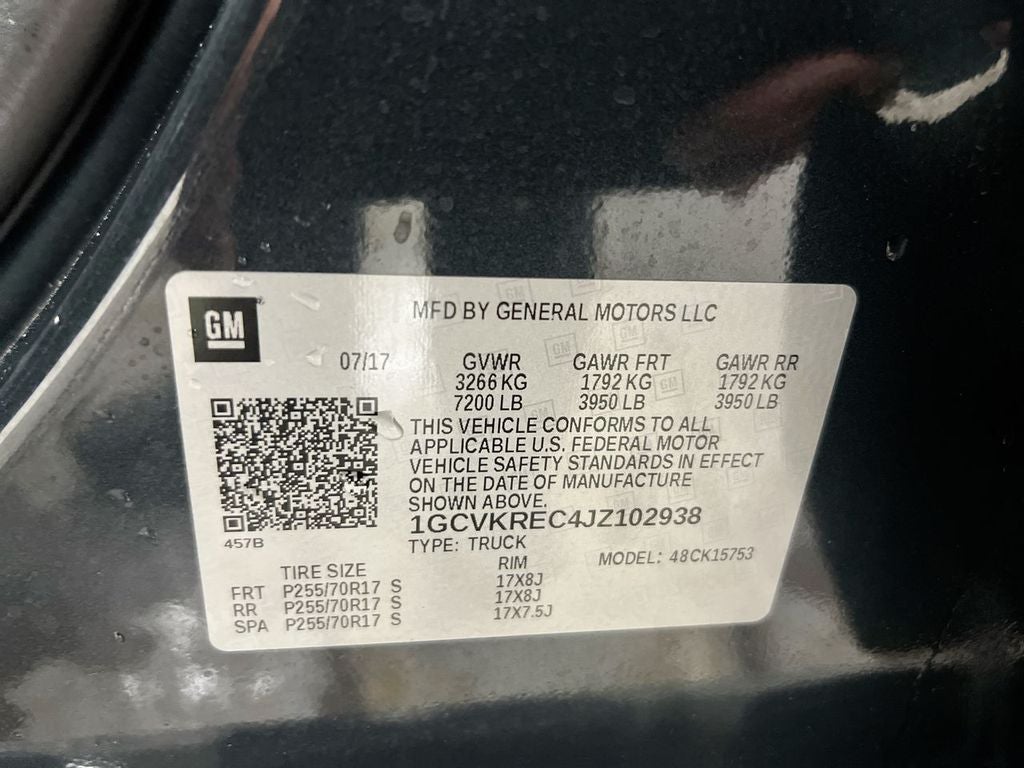 GM
MFD BY GENERAL MOTORS LLC
07/17 GVWR GAWR FRT GAWR RR
3266 KG 1792 KG 1792 KG
7200 LB 3950 LB 3950 LB
THIS VEHICLE CONFORMS TO ALL
APPLICABLE U.S. FEDERAL MOTOR
VEHICLE SAFETY STANDARDS IN EFFECT
ON THE DATE OF MANUFACTURE
SHOWN ABOVE.
1GCVKREC4JZ102938
457B
TYPE: TRUCK MODEL: 48CK15753
TIRE SIZE RIM
FRT P255/70R17 S 17X8J
RR P255/70R17 S 17X8J
SPA P255/70R17 S 17X7.5J